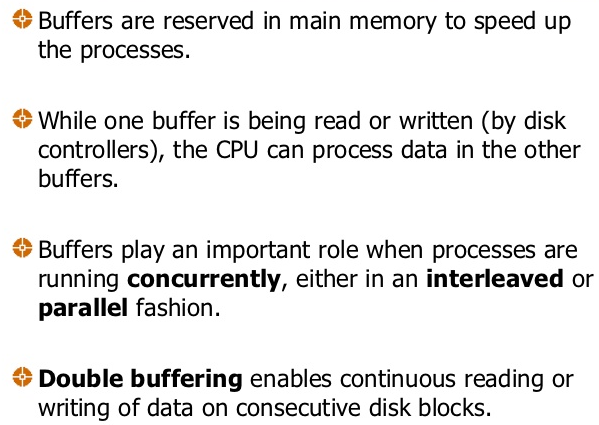 Buffers are reserved in main memory to speed up
the processes.
While one buffer is being read or written (by disk
controllers), the CPU can process data in the other
buffers.
Buffers play an important role when processes are
running concurrently, either in an interleaved or
parallel fashion.
Double buffering enables continuous reading or
writing of data on consecutive disk blocks.